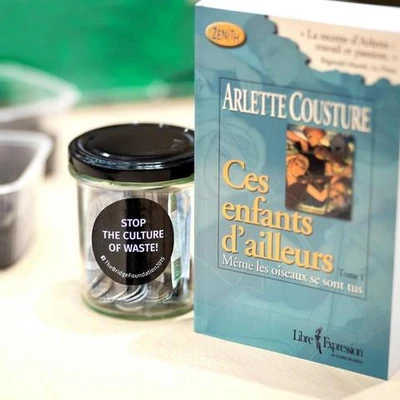 STOP
THE CULTURE
OF WASTE!
TheBridgeFoundation2015
ZENITH
« La recette d'Arlette :
travail et passion. »
ARLETTE COUSTURE
Ces
enfants
d'ailleurs
Tome 1
Même les oiseaux se sont tus
Libre Expression